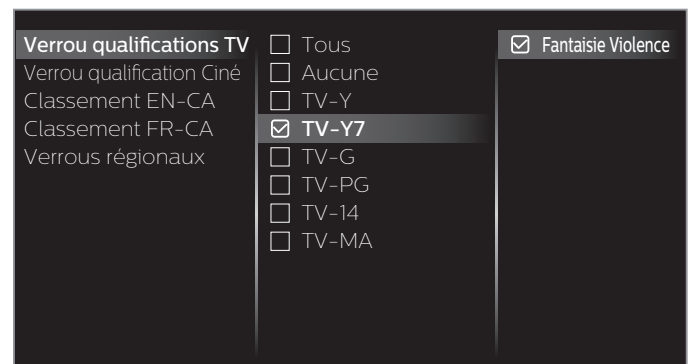 Verrou qualifications TV
Verrou qualification Ciné
Classement EN-CA
Classement FR-CA
Verrous régionaux
Tous
Aucune
TV-Y
TV-Y7
TV-G
TV-PG
TV-14
TV-MA
Fantaisie Violence